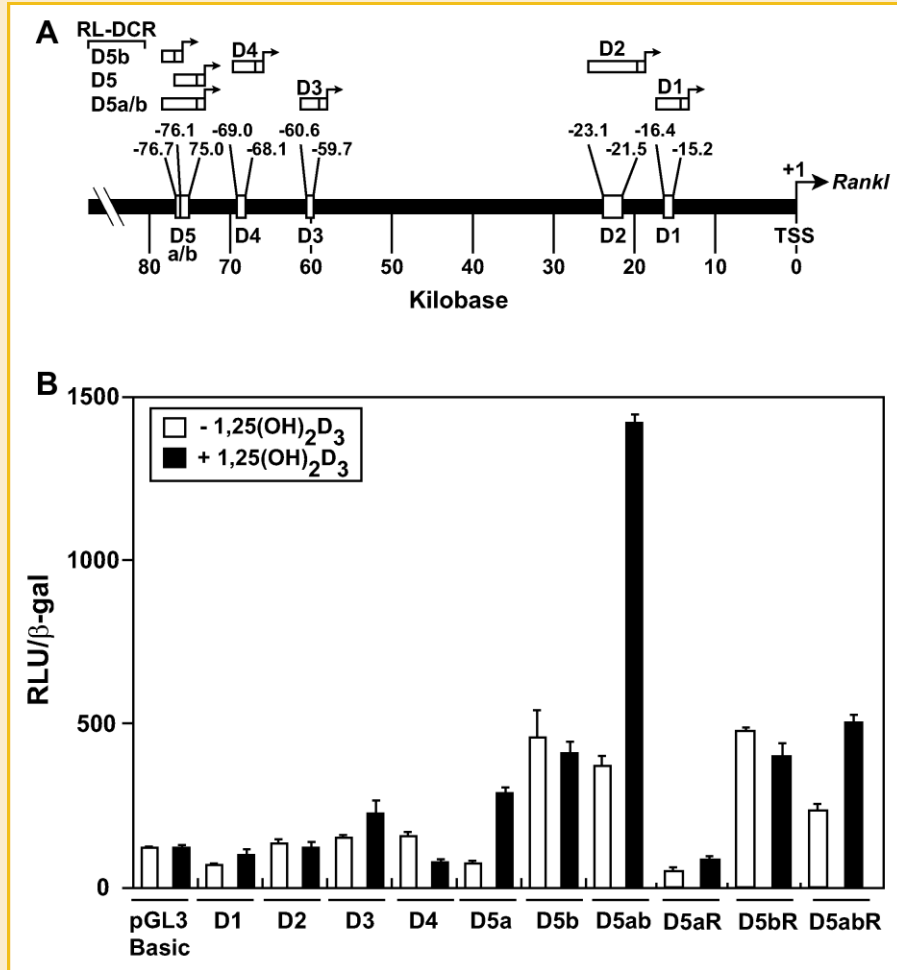 A
RL-DCR
D5b
D5
D5a/b
D4
D3
D2
D1
-76.1 -69.0 -60.6 -23.1 -16.4
-76.7 75.0 -68.1 -59.7 -21.5 -15.2
+1
Rankl
D5 D4 D3 D2 D1 TSS
a/b
80 70 60 50 40 30 20 10 0
Kilobase
B
- 1,25(OH)2D3
+ 1,25(OH)2D3
RLU/β-gal
1500
1000
500
0
pGL3 D1 D2 D3 D4 D5a D5b D5ab D5aR D5bR D5abR
Basic